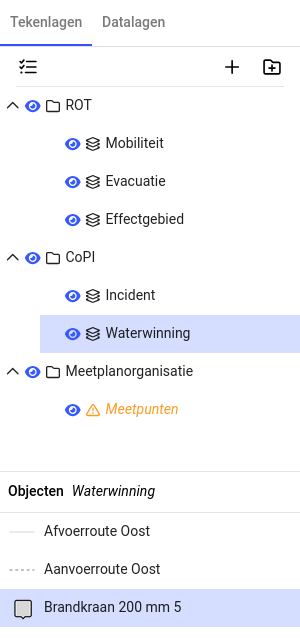 Tekenlagen Datalagen
ROT
Mobiliteit
Evacuatie
Effectgebied
CoPI
Incident
Waterwinning
Meetplanorganisatie
Meetpunten
Objecten Waterwinning
Afvoerroute Oost
Aanvoerroute Oost
Brandkraan 200 mm 5